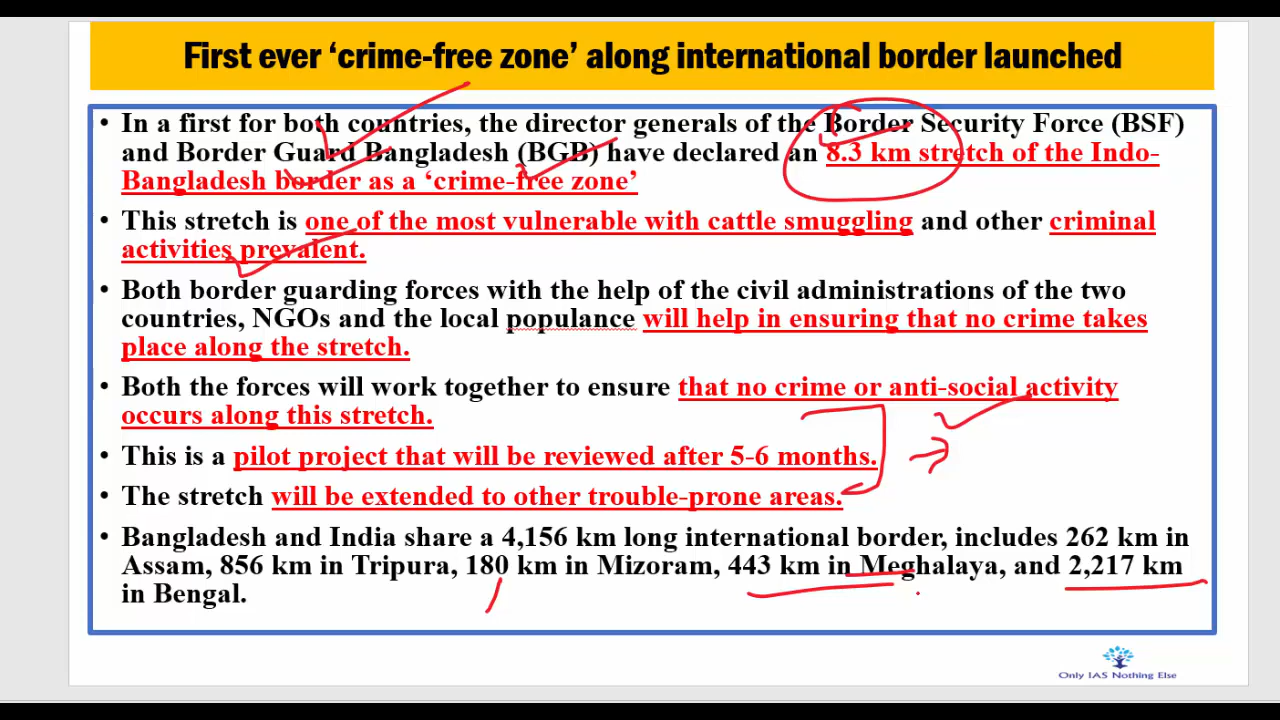 First ever ‘crime-free zone’ along international border launched
• In a first for both countries, the director generals of the Border Security Force (BSF)
and Border Guard Bangladesh (BGB) have declared an 8.3 km stretch of the Indo-
Bangladesh border as a ‘crime-free zone’
• This stretch is one of the most vulnerable with cattle smuggling and other criminal
activities prevalent.
• Both border guarding forces with the help of the civil administrations of the two
countries, NGOs and the local populance will help in ensuring that no crime takes
place along the stretch.
• Both the forces will work together to ensure that no crime or anti-social activity
occurs along this stretch.
• This is a pilot project that will be reviewed after 5-6 months.
• The stretch will be extended to other trouble-prone areas.
• Bangladesh and India share a 4,156 km long international border, includes 262 km in
Assam, 856 km in Tripura, 180 km in Mizoram, 443 km in Meghalaya, and 2,217 km
in Bengal.
Only IAS Nothing Else